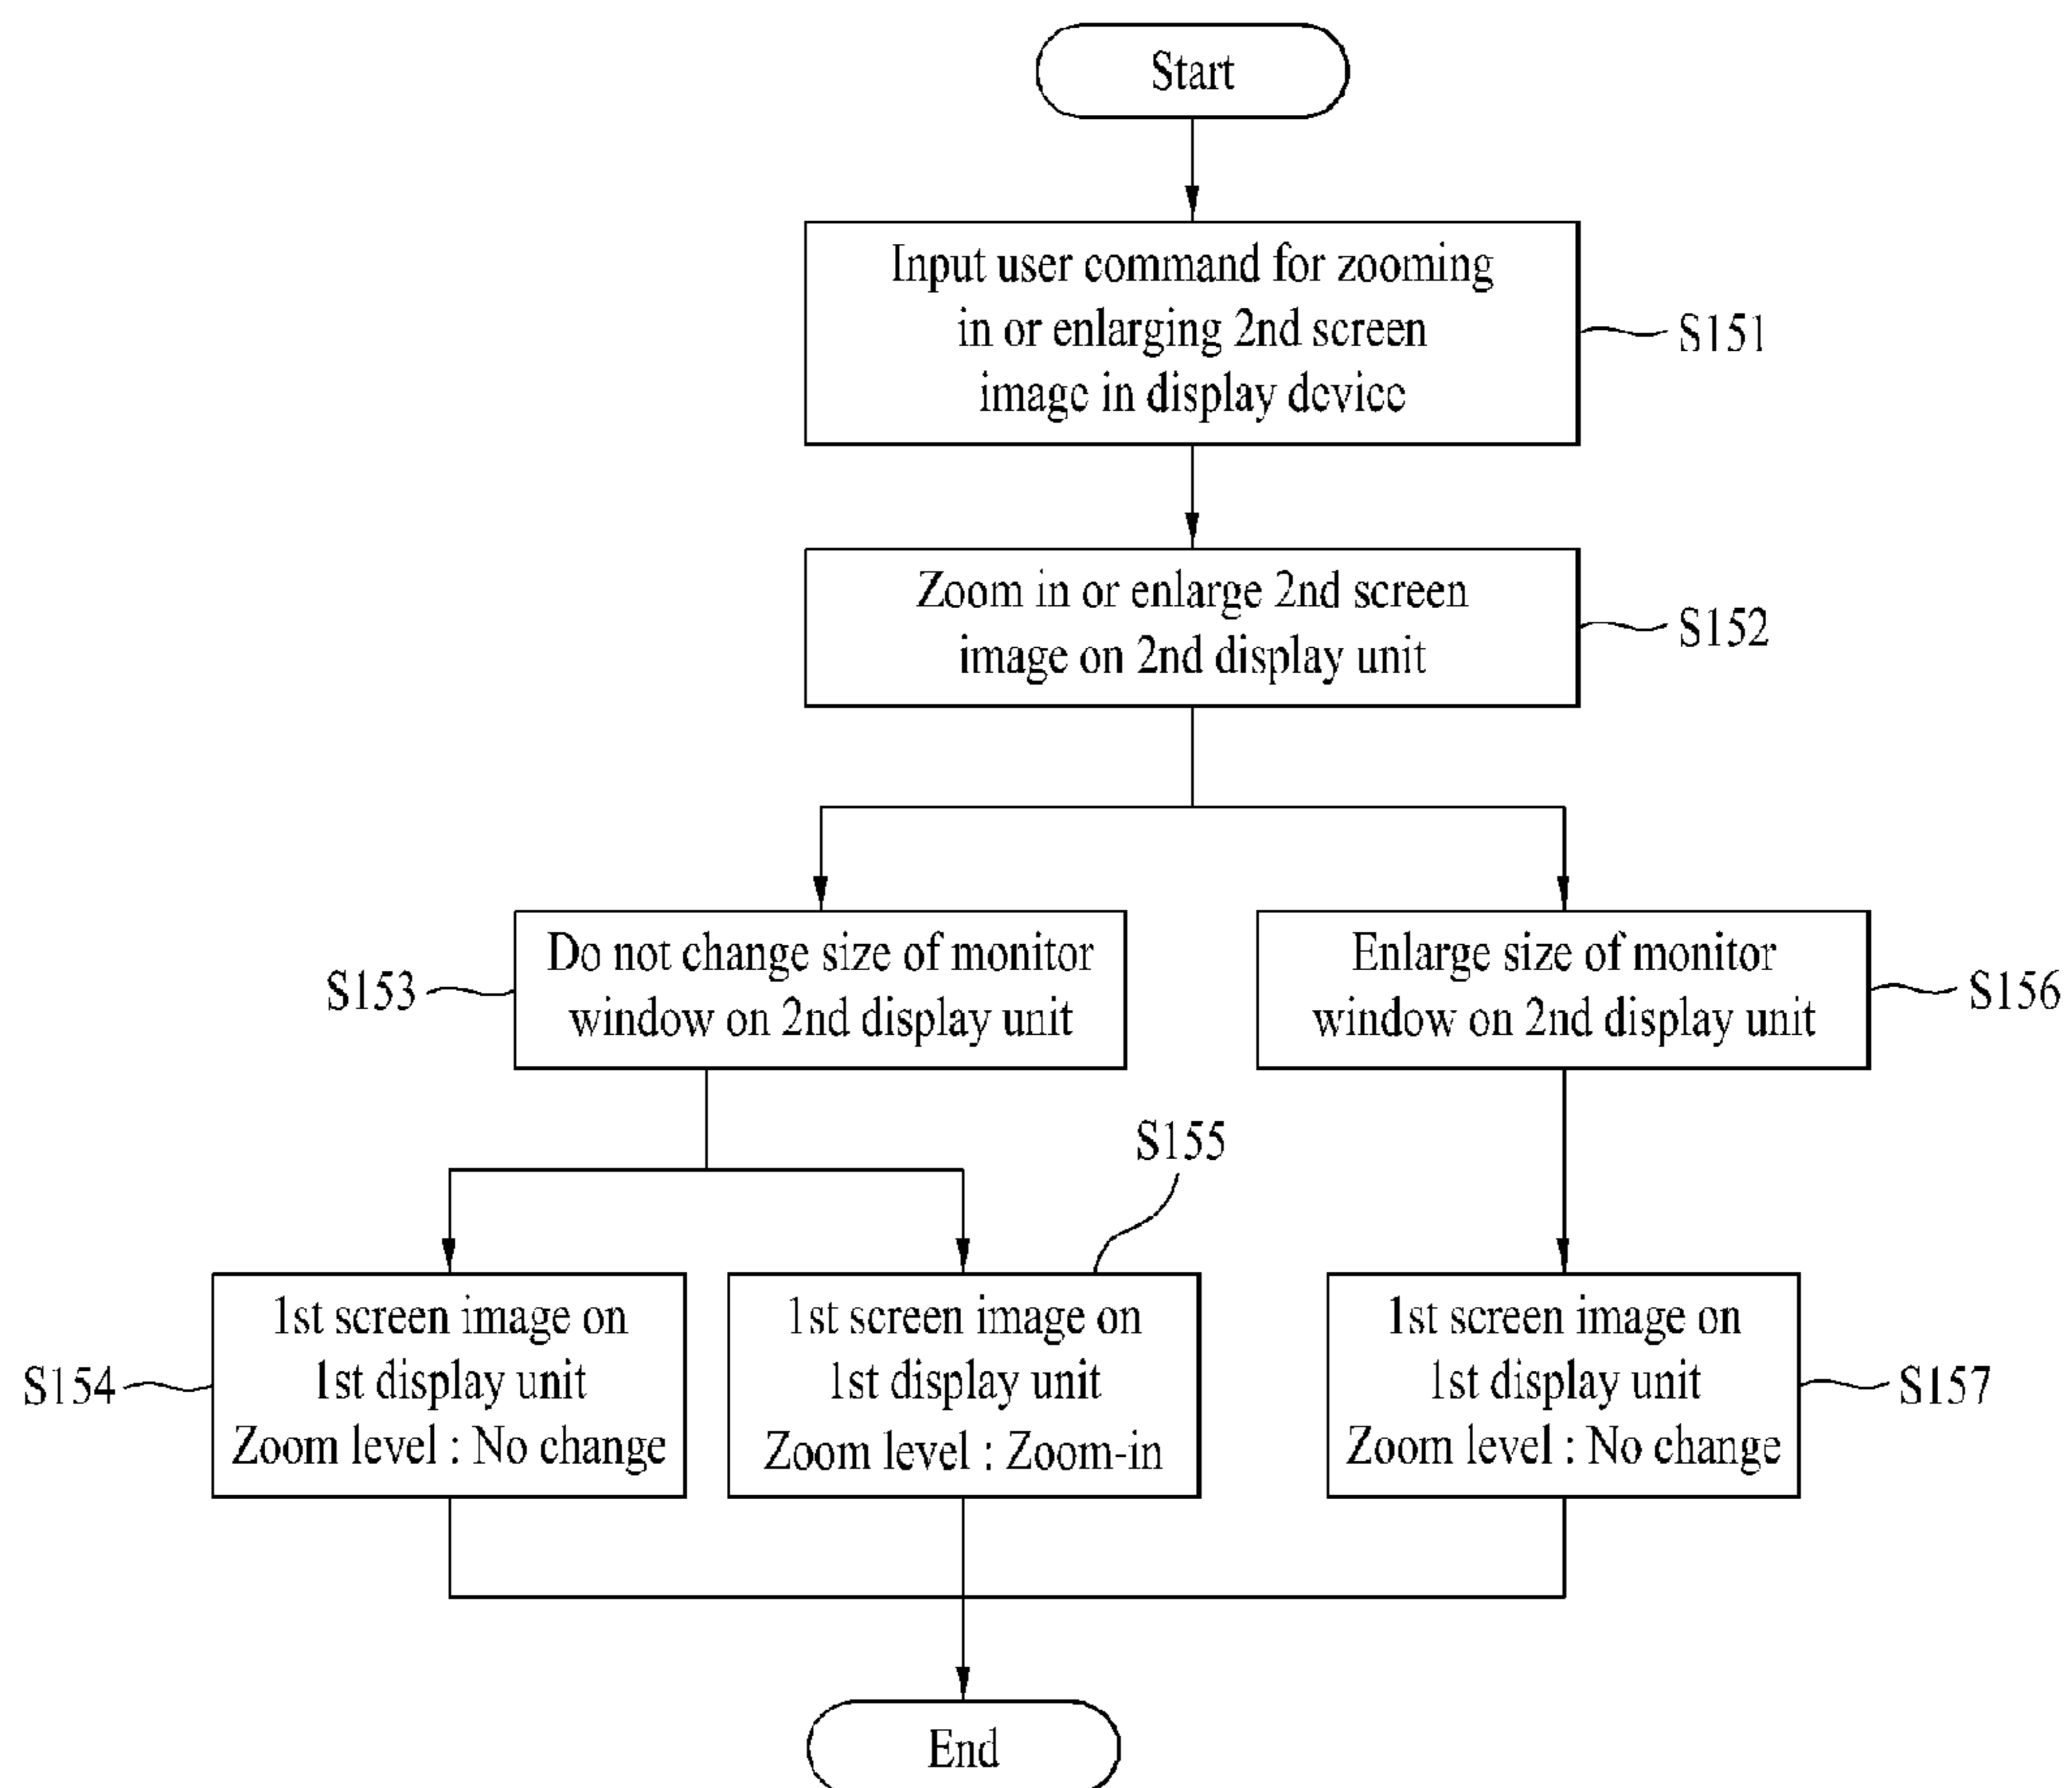 Start
Input user command for zooming
in or enlarging 2nd screen
image in display device
S151
Zoom in or enlarge 2nd screen
image on 2nd display unit
S152
Do not change size of monitor
window on 2nd display unit
S153
Enlarge size of monitor
window on 2nd display unit
S156
S155
1st screen image on
1st display unit
Zoom level : No change
S154
1st screen image on
1st display unit
Zoom level : Zoom-in
1st screen image on
1st display unit
Zoom level : No change
S157
End